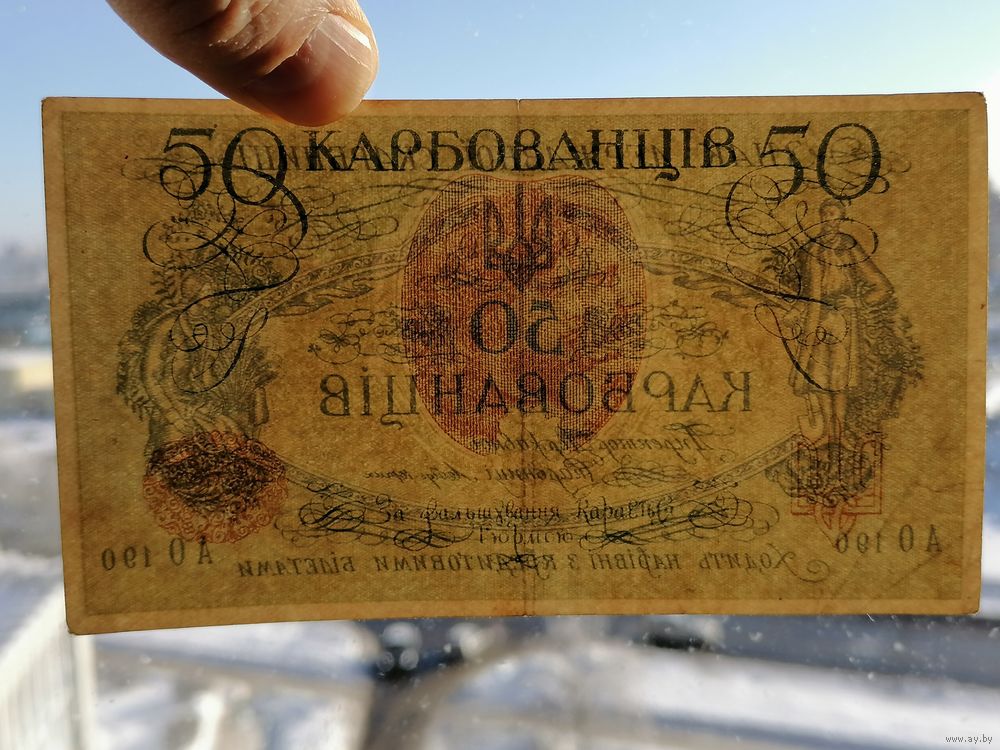 50 КАРБОВАНЦІВ 50
50
КАРБОВАНЦІВ
За фальшування карається
тюрмою
Ходить нарівні з кредитовими білетами
АО 190
АО 190
www.ay.by